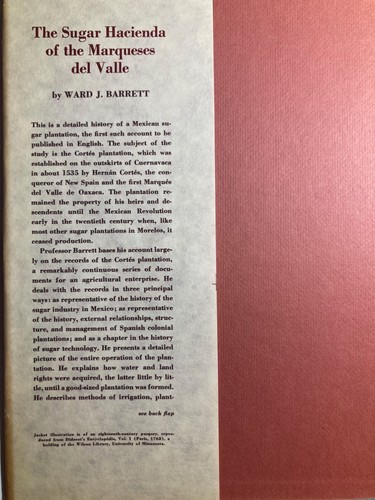 The Sugar Hacienda
of the Marqueses
del Valle
by WARD J. BARRETT
This is a detailed history of a Mexican su-
gar plantation, the first such account to be
published in English. The subject of the
study is the Cortés plantation, which was
established on the outskirts of Cuernavaca
in about 1535 by Hernán Cortés, the con-
queror of New Spain and the first Marqués
del Valle de Oaxaca. The plantation re-
mained the property of his heirs and de-
scendents until the Mexican Revolution
early in the twentieth century when, like
most other sugar plantations in Morelos, it
ceased production.
Professor Barrett bases his account large-
ly on the records of the Cortés plantation,
a remarkably continuous series of docu-
ments for an agricultural enterprise. He
deals with the records in three principal
ways: as representative of the history of the
sugar industry in Mexico; as representative
of the history, external relationships, struc-
ture, and management of Spanish colonial
plantations; and as a chapter in the history
of sugar technology. He presents a detailed
picture of the entire operation of the plan-
tation. He explains how water and land
rights were acquired, the latter little by lit-
tle, until a good-sized plantation was formed.
He describes methods of irrigation, plant-
see back flap
Jacket illustration is of an eighteenth-century purgery, repro-
duced from Diderot's Encyclopédie, Vol. 1 (Paris, 1762), a
holding of the Wilson Library, University of Minnesota.